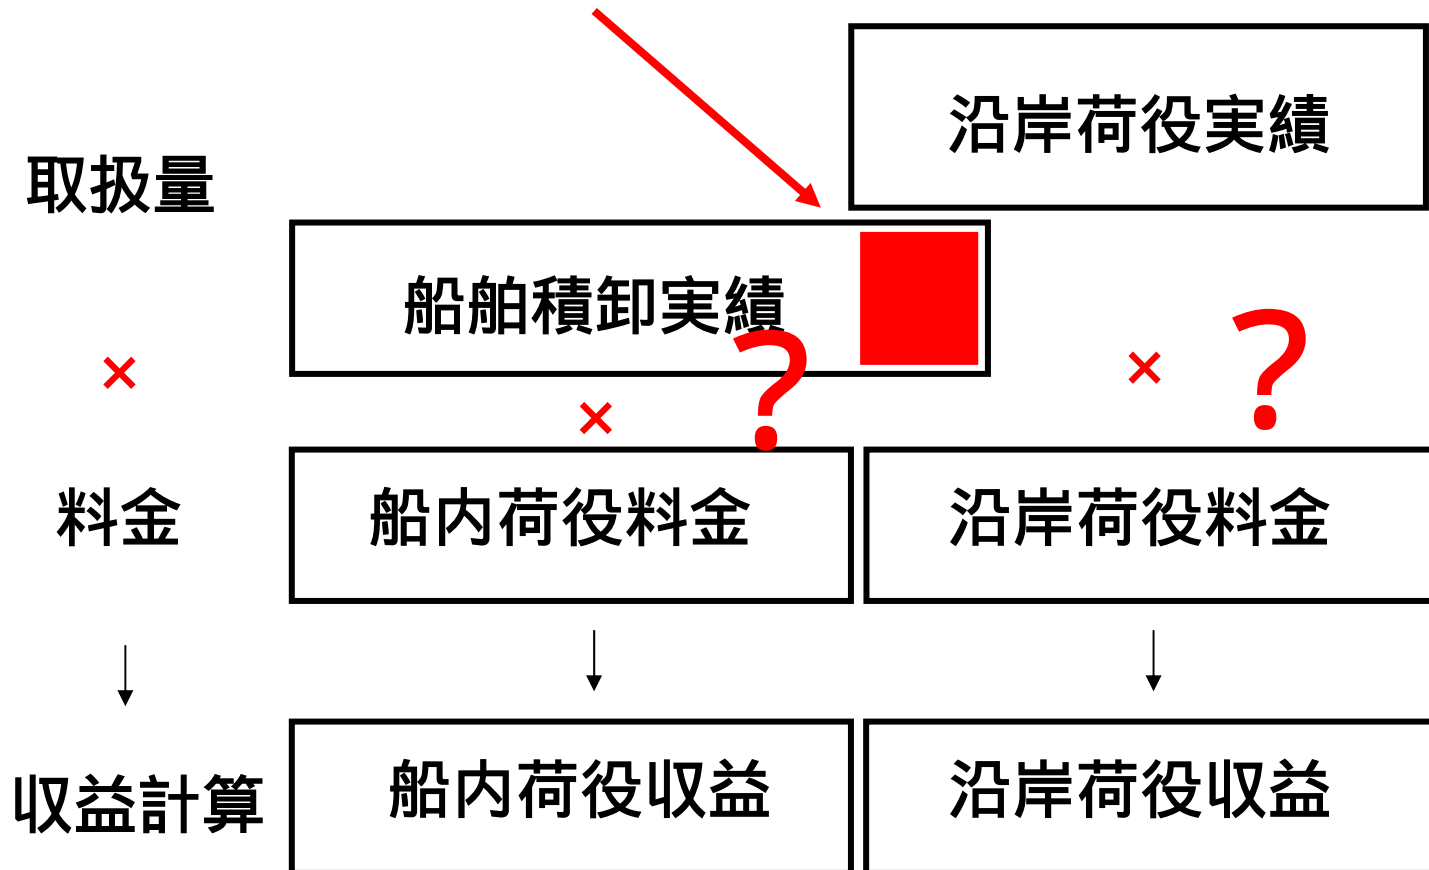 沿岸荷役実績
取扱量
船舶積卸実績
×
×
?
×
?
料金
船内荷役料金
沿岸荷役料金
収益計算
船内荷役収益
沿岸荷役収益